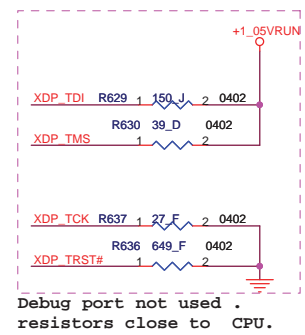 +1_05VRUN
XDP_TDI R629 1 150_J 2 0402
R630 39_D 0402
XDP_TMS 1 2
XDP_TCK R637 1 27_F 2 0402
R636 649_F 0402
XDP_TRST# 1 2
Debug port not used .
resistors close to CPU.